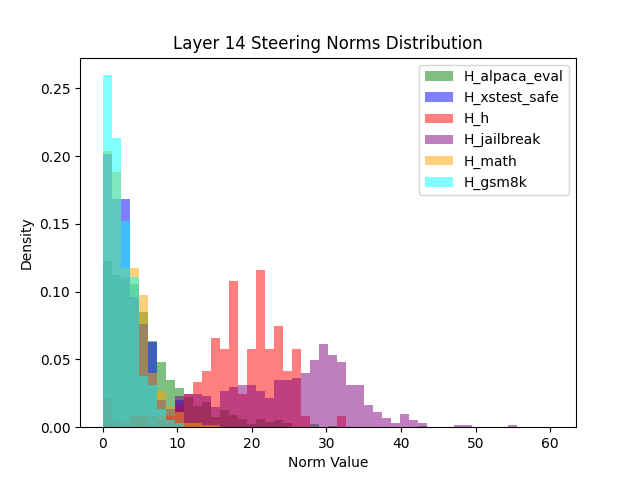 Layer 14 Steering Norms Distribution
H_alpaca_eval
H_xstest_safe
H_h
H_jailbreak
H_math
H_gsm8k
Density
0.25
0.20
0.15
0.10
0.05
0.00
0 10 20 30 40 50 60
Norm Value